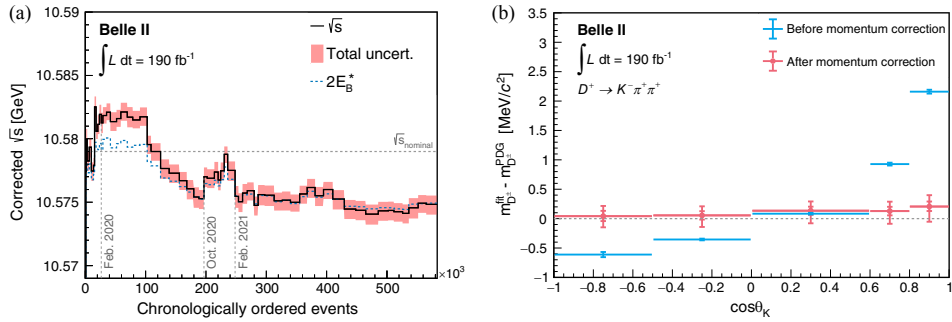 (a)
Belle II
∫ L dt = 190 fb⁻¹
√s
Total uncert.
2E*_B
√s_nominal
Corrected √s [GeV]
10.59
10.585
10.58
10.575
10.57
Feb. 2020
Oct. 2020
Feb. 2021
0 100 200 300 400 500
×10³
Chronologically ordered events
(b)
Belle II
∫ L dt = 190 fb⁻¹
D⁺ → K⁻π⁺π⁺
Before momentum correction
After momentum correction
m^fit_D± - m^PDG_D± [MeV/c²]
3.5
3
2.5
2
1.5
1
0.5
0
−0.5
−1
−1 −0.8 −0.6 −0.4 −0.2 0 0.2 0.4 0.6 0.8 1
cosθ_K